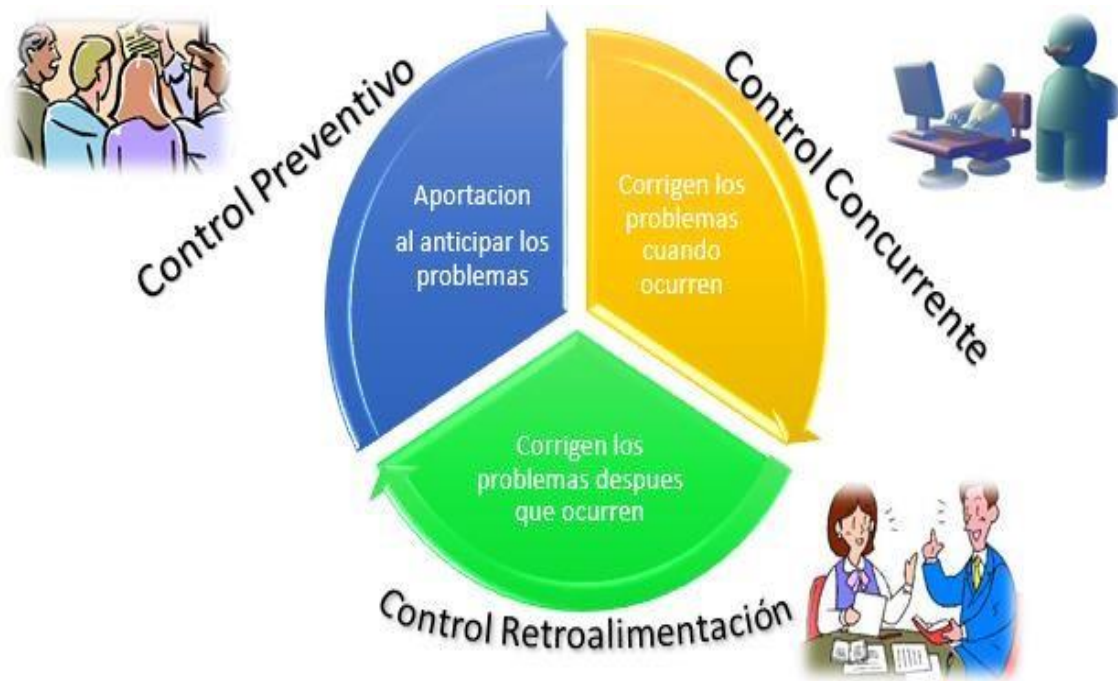 Control Preventivo
Aportacion
al anticipar los
problemas
Control Concurrente
Corrigen los
problemas
cuando
ocurren
Corrigen los
problemas despues
que ocurren
Control Retroalimentación